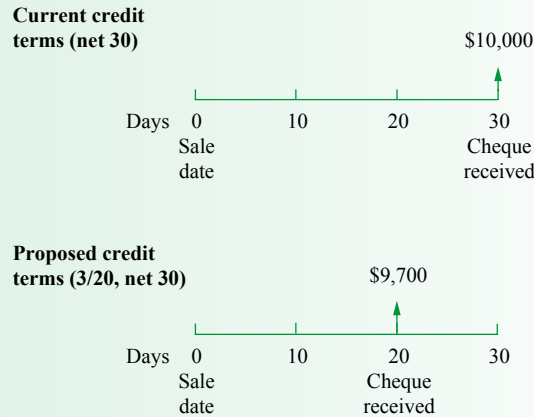 Current credit
terms (net 30)
$10,000
Days 0 10 20 30
Sale Cheque
date received
Proposed credit
terms (3/20, net 30)
$9,700
Days 0 10 20 30
Sale Cheque
date received